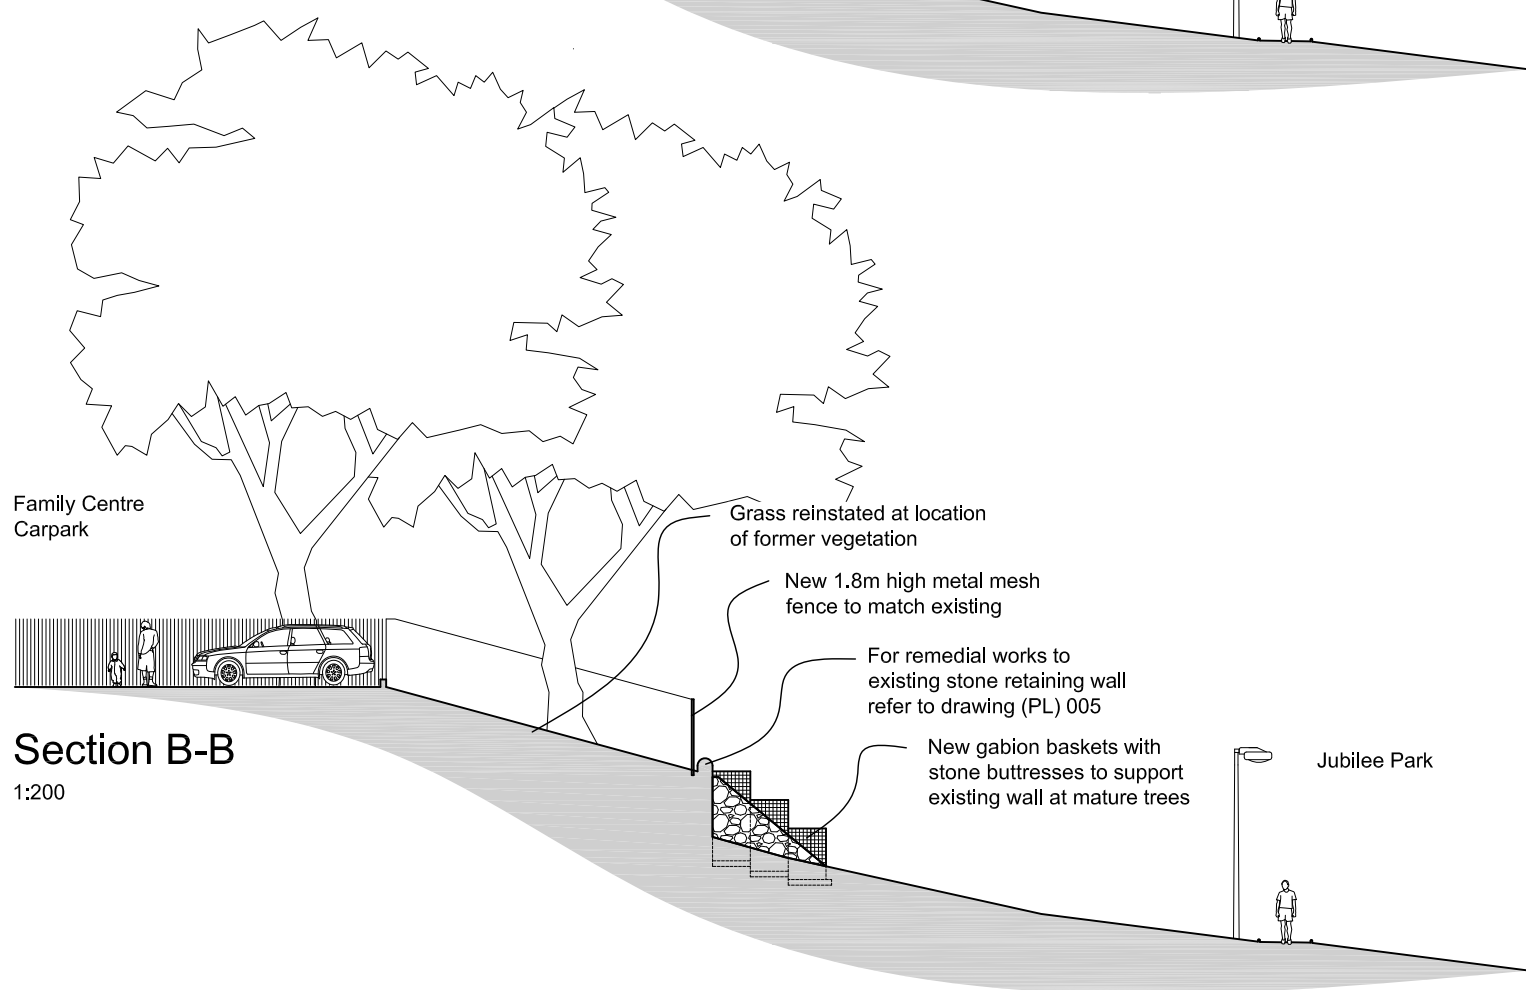 Family Centre
Carpark
Grass reinstated at location
of former vegetation
New 1.8m high metal mesh
fence to match existing
For remedial works to
existing stone retaining wall
refer to drawing (PL) 005
New gabion baskets with
stone buttresses to support
existing wall at mature trees
Section B-B
1:200
Jubilee Park